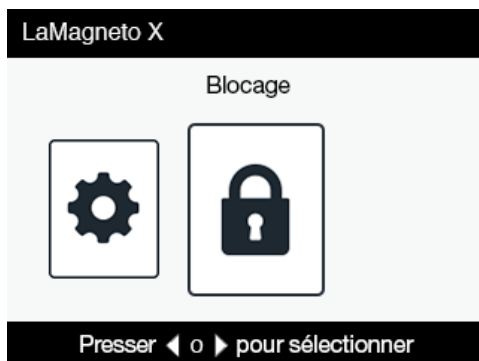 LaMagneto X
Blocage
Presser ◀ o ▶ pour sélectionner